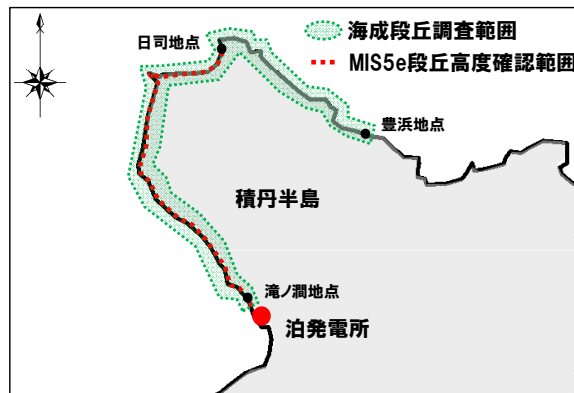 海成段丘調査範囲
MIS5e段丘高度確認範囲
日司地点
豊浜地点
積丹半島
滝ノ澗地点
泊発電所